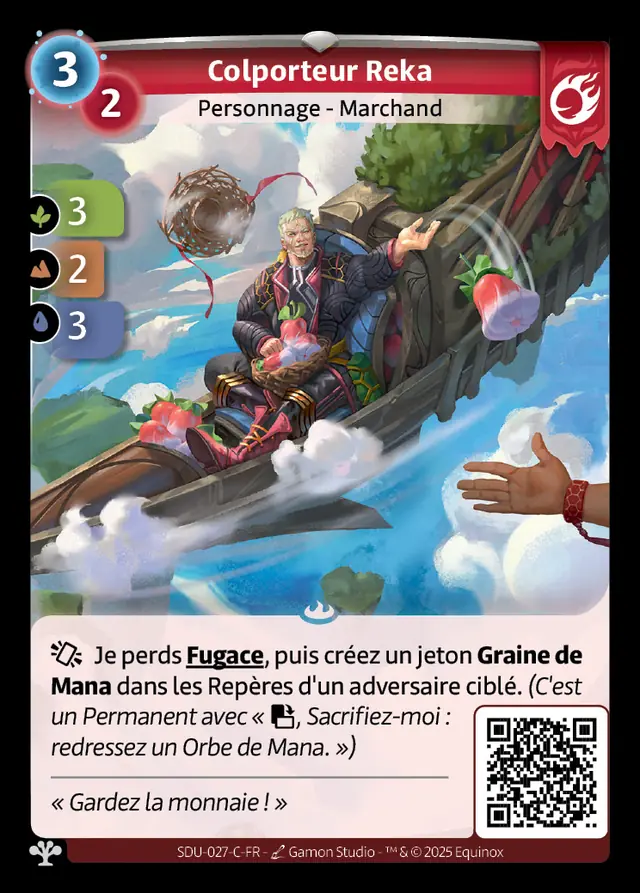 3
Colporteur Reka
2
Personnage - Marchand
3
2
3
Je perds Fugace, puis créez un jeton Graine de
Mana dans les Repères d'un adversaire ciblé. (C'est
un Permanent avec « , Sacrifiez-moi :
redressez un Orbe de Mana. »)
« Gardez la monnaie ! »
SDU-027-C-FR - Gamon Studio - ™ & © 2025 Equinox